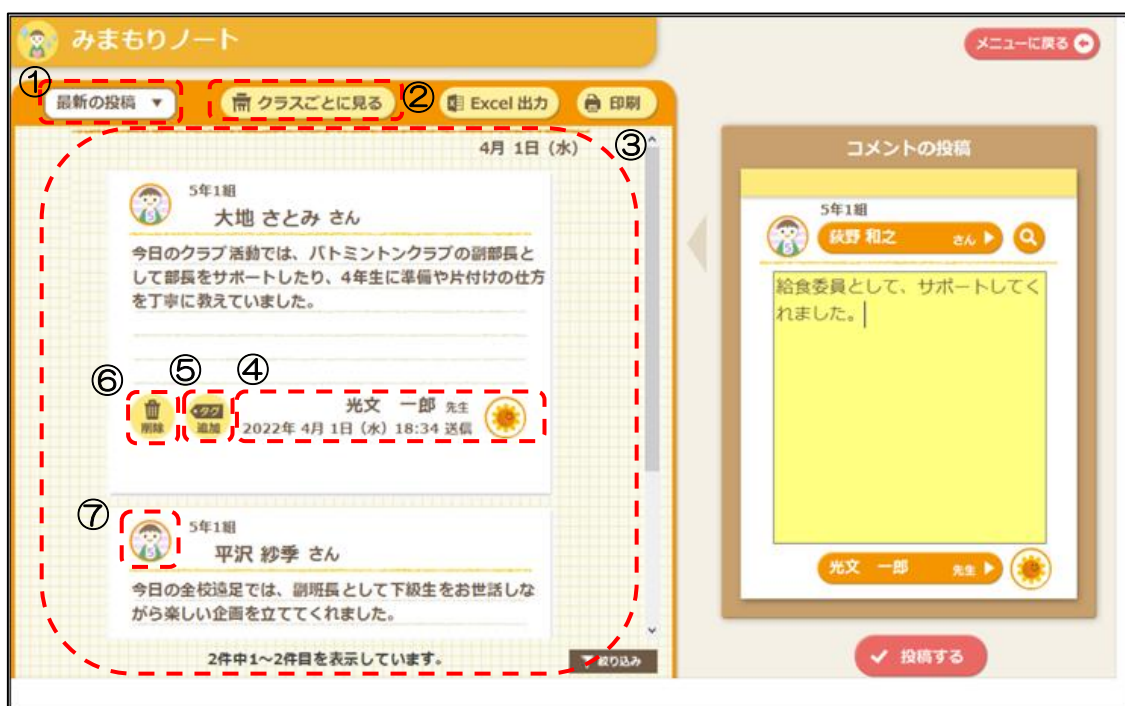 みまもりノート
メニューに戻る
①
最新の投稿 ▼
クラスごとに見る
②
Excel 出力
印刷
③
4月 1日（水）
5年1組
大地 さとみ さん
今日のクラブ活動では、バトミントンクラブの副部長と
して部長をサポートしたり、4年生に準備や片付けの仕方
を丁寧に教えていました。
⑥
⑤
④
削除
タグ
追加
光文 一郎 先生
2022年 4月 1日（水）18:34 送信
⑦
5年1組
平沢 紗季 さん
今日の全校遠足では、副班長として下級生をお世話しな
がら楽しい企画を立ててくれました。
2件中1～2件目を表示しています。
絞り込み
コメントの投稿
5年1組
荻野 和之 さん
給食委員として、サポートしてく
れました。
光文 一郎 先生
投稿する